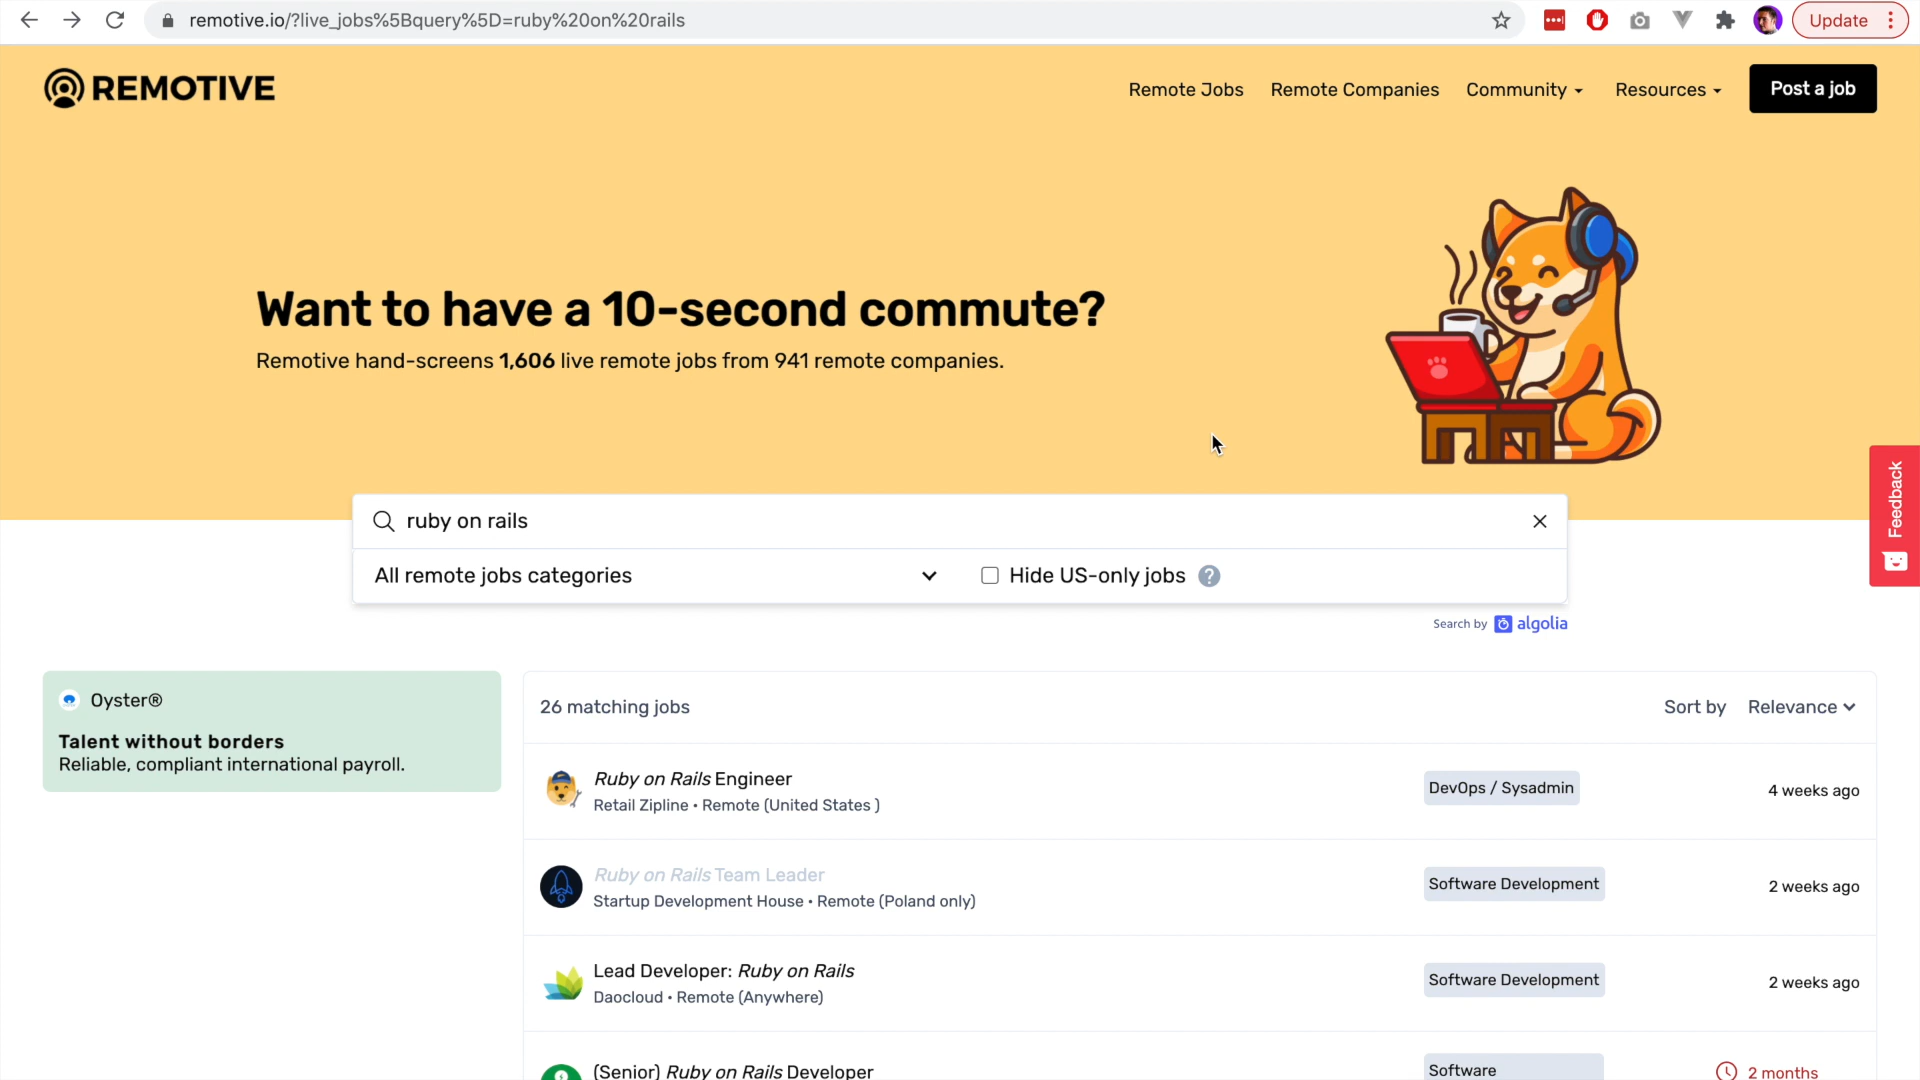 remotive.io/?live_jobs%5Bquery%5D=ruby%20on%20rails
Update
REMOTIVE
Remote Jobs
Remote Companies
Community
Resources
Post a job
Want to have a 10-second commute?
Remotive hand-screens 1,606 live remote jobs from 941 remote companies.
Feedback
ruby on rails
All remote jobs categories
Hide US-only jobs ?
Search by algolia
Oyster®
Talent without borders
Reliable, compliant international payroll.
26 matching jobs
Sort by Relevance
Ruby on Rails Engineer
Retail Zipline • Remote (United States )
DevOps / Sysadmin
4 weeks ago
Ruby on Rails Team Leader
Startup Development House • Remote (Poland only)
Software Development
2 weeks ago
Lead Developer: Ruby on Rails
Daocloud • Remote (Anywhere)
Software Development
2 weeks ago
(Senior) Ruby on Rails Developer
Software
2 months